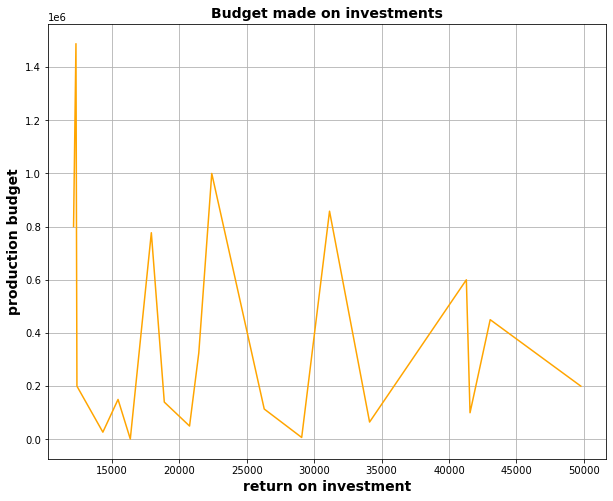 Budget made on investments
1e6
1.4
1.2
1.0
0.8
0.6
0.4
0.2
0.0
production budget
15000 20000 25000 30000 35000 40000 45000 50000
return on investment